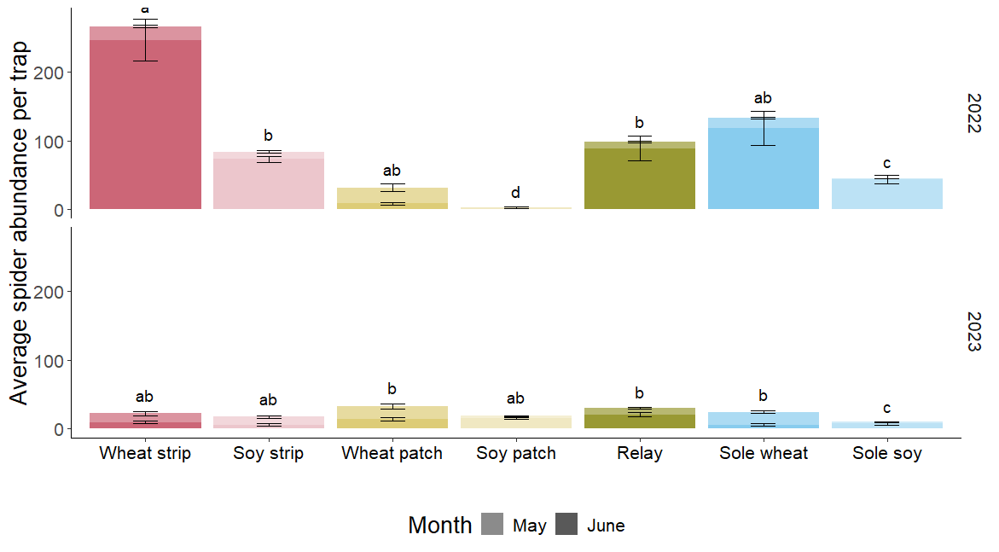 Average spider abundance per trap
a
200
b
ab
100
b
ab
d
c
0
2022
200
100
ab
ab
b
ab
b
b
c
0
2023
Wheat strip Soy strip Wheat patch Soy patch Relay Sole wheat Sole soy
Month May June